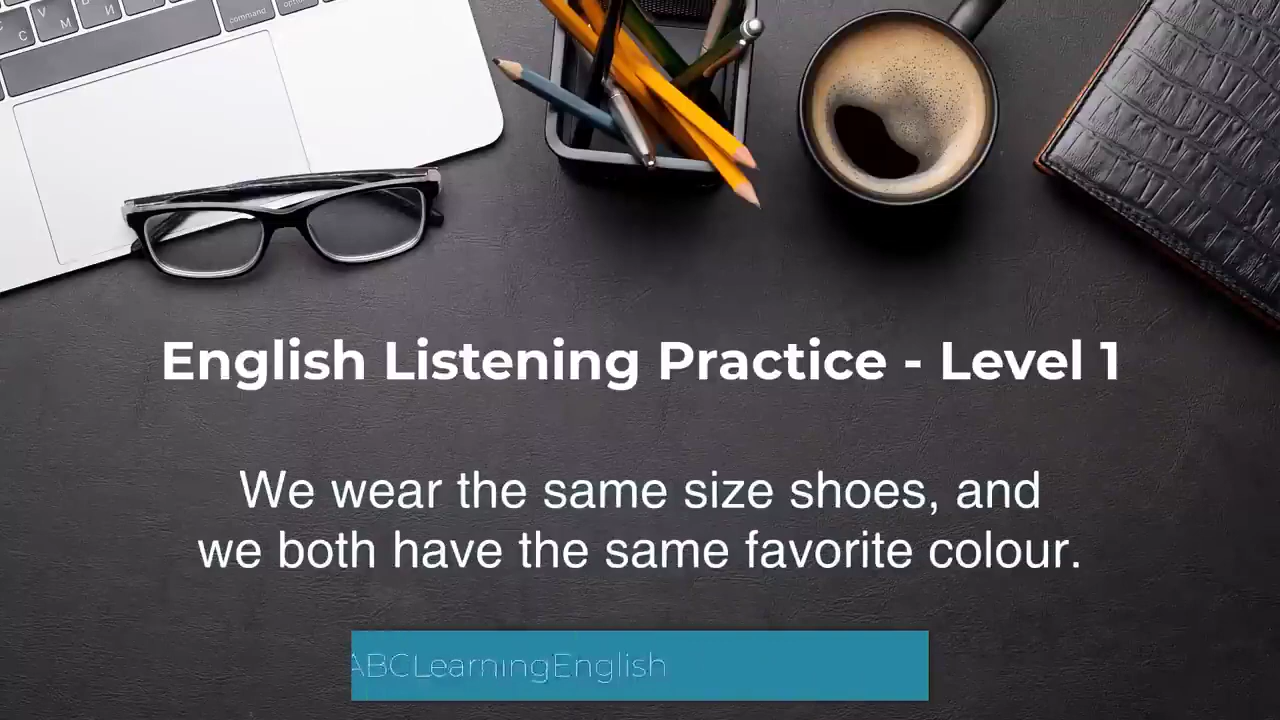 English Listening Practice - Level 1
We wear the same size shoes, and
we both have the same favorite colour.
ABCLearningEnglish
command